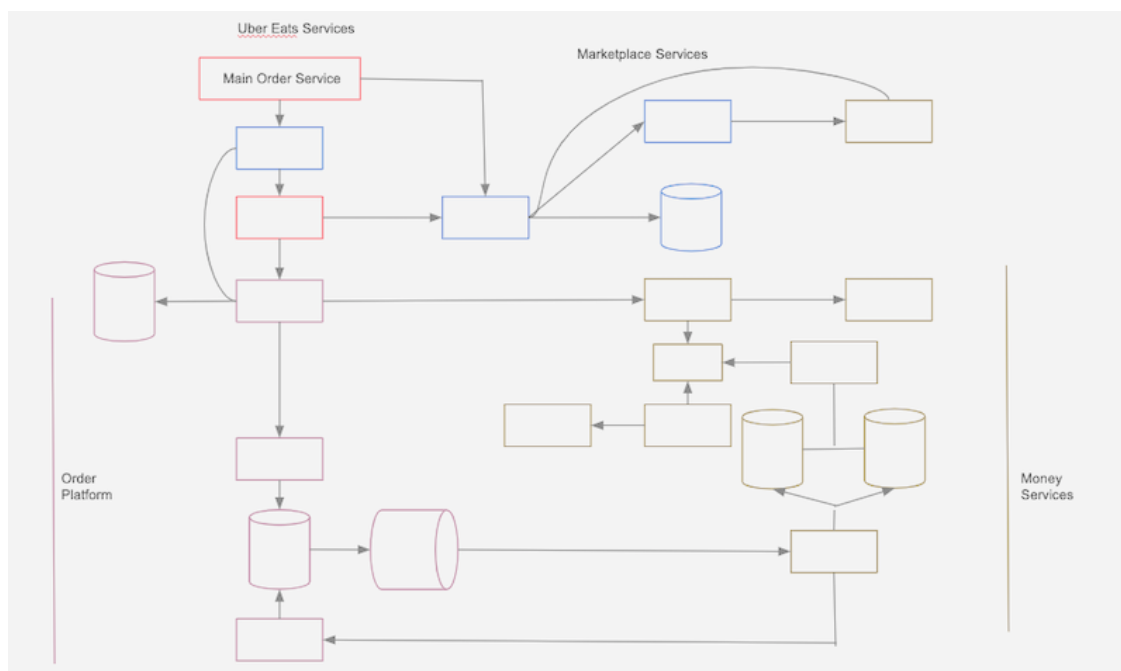 Uber Eats Services
Marketplace Services
Main Order Service
Order
Platform
Money
Services